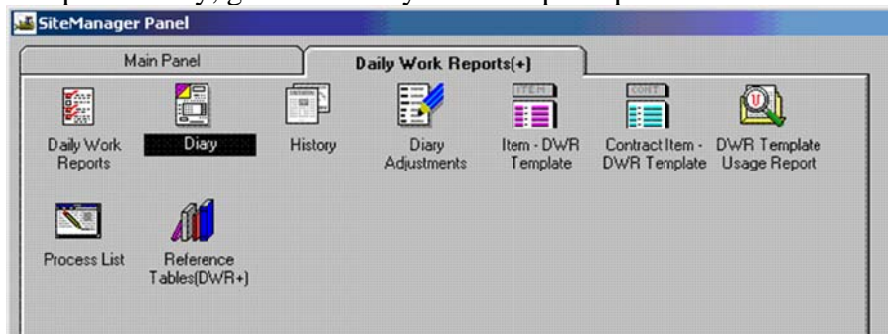 SiteManager Panel
Main Panel
Daily Work Reports(+)
Daily Work
Reports
Diay
History
Diary
Adjustments
Item - DWR
Template
Contract Item -
DWR Template
DWR Template
Usage Report
Process List
Reference
Tables(DWR+)